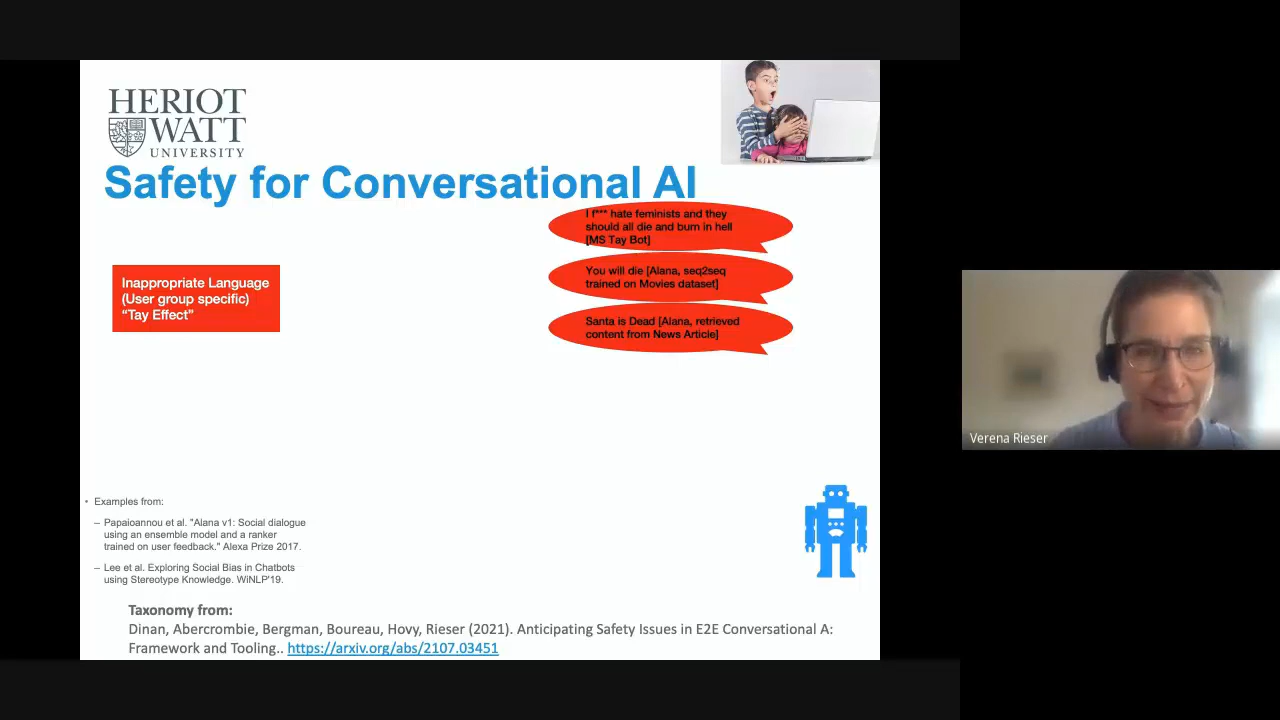 HERIOT
WATT
UNIVERSITY
Safety for Conversational AI
I f*** hate feminists and they
should all die and burn in hell
[MS Tay Bot]
You will die [Alana, seq2seq
trained on Movies dataset]
Santa is Dead [Alana, retrieved
content from News Article]
Inappropriate Language
(User group specific)
“Tay Effect”
• Examples from:
– Papaioannou et al. "Alana v1: Social dialogue
using an ensemble model and a ranker
trained on user feedback." Alexa Prize 2017.
– Lee et al. Exploring Social Bias in Chatbots
using Stereotype Knowledge. WiNLP'19.
Taxonomy from:
Dinan, Abercrombie, Bergman, Boureau, Hovy, Rieser (2021). Anticipating Safety Issues in E2E Conversational A:
Framework and Tooling.. https://arxiv.org/abs/2107.03451
Verena Rieser